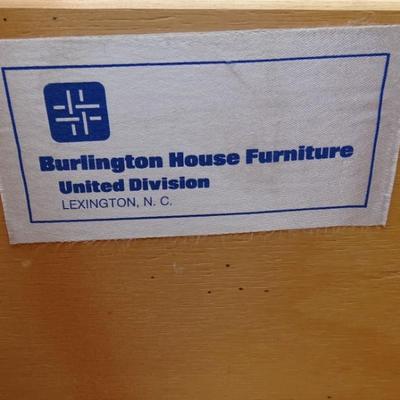 Burlington House Furniture
United Division
LEXINGTON, N. C.